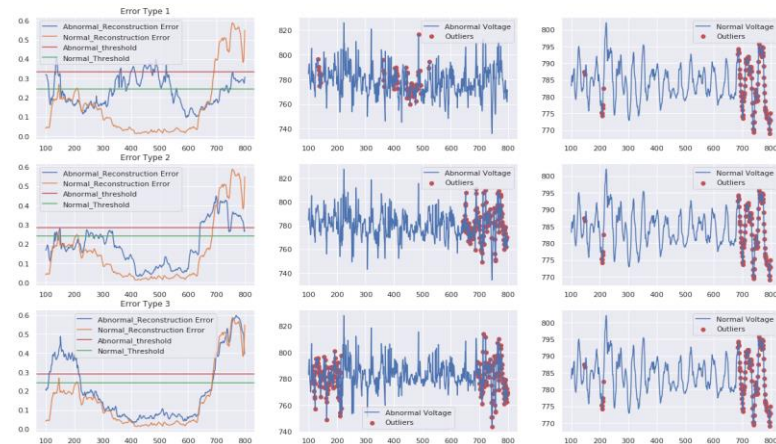 Error Type 1
Abnormal_Reconstruction Error
Normal_Reconstruction Error
Abnormal_threshold
Normal_Threshold
0.6
0.5
0.4
0.3
0.2
0.1
0.0
100 200 300 400 500 600 700 800
Abnormal Voltage
Outliers
820
800
780
760
740
100 200 300 400 500 600 700 800
Normal Voltage
Outliers
800
795
790
785
780
775
770
100 200 300 400 500 600 700 800
Error Type 2
Abnormal_Reconstruction Error
Normal_Reconstruction Error
Abnormal_threshold
Normal_Threshold
0.6
0.5
0.4
0.3
0.2
0.1
0.0
100 200 300 400 500 600 700 800
Abnormal Voltage
Outliers
820
800
780
760
740
100 200 300 400 500 600 700 800
Normal Voltage
Outliers
800
795
790
785
780
775
770
100 200 300 400 500 600 700 800
Error Type 3
Abnormal_Reconstruction Error
Normal_Reconstruction Error
Abnormal_threshold
Normal_Threshold
0.6
0.5
0.4
0.3
0.2
0.1
0.0
100 200 300 400 500 600 700 800
Abnormal Voltage
Outliers
820
800
780
760
740
100 200 300 400 500 600 700 800
Normal Voltage
Outliers
800
795
790
785
780
775
770
100 200 300 400 500 600 700 800